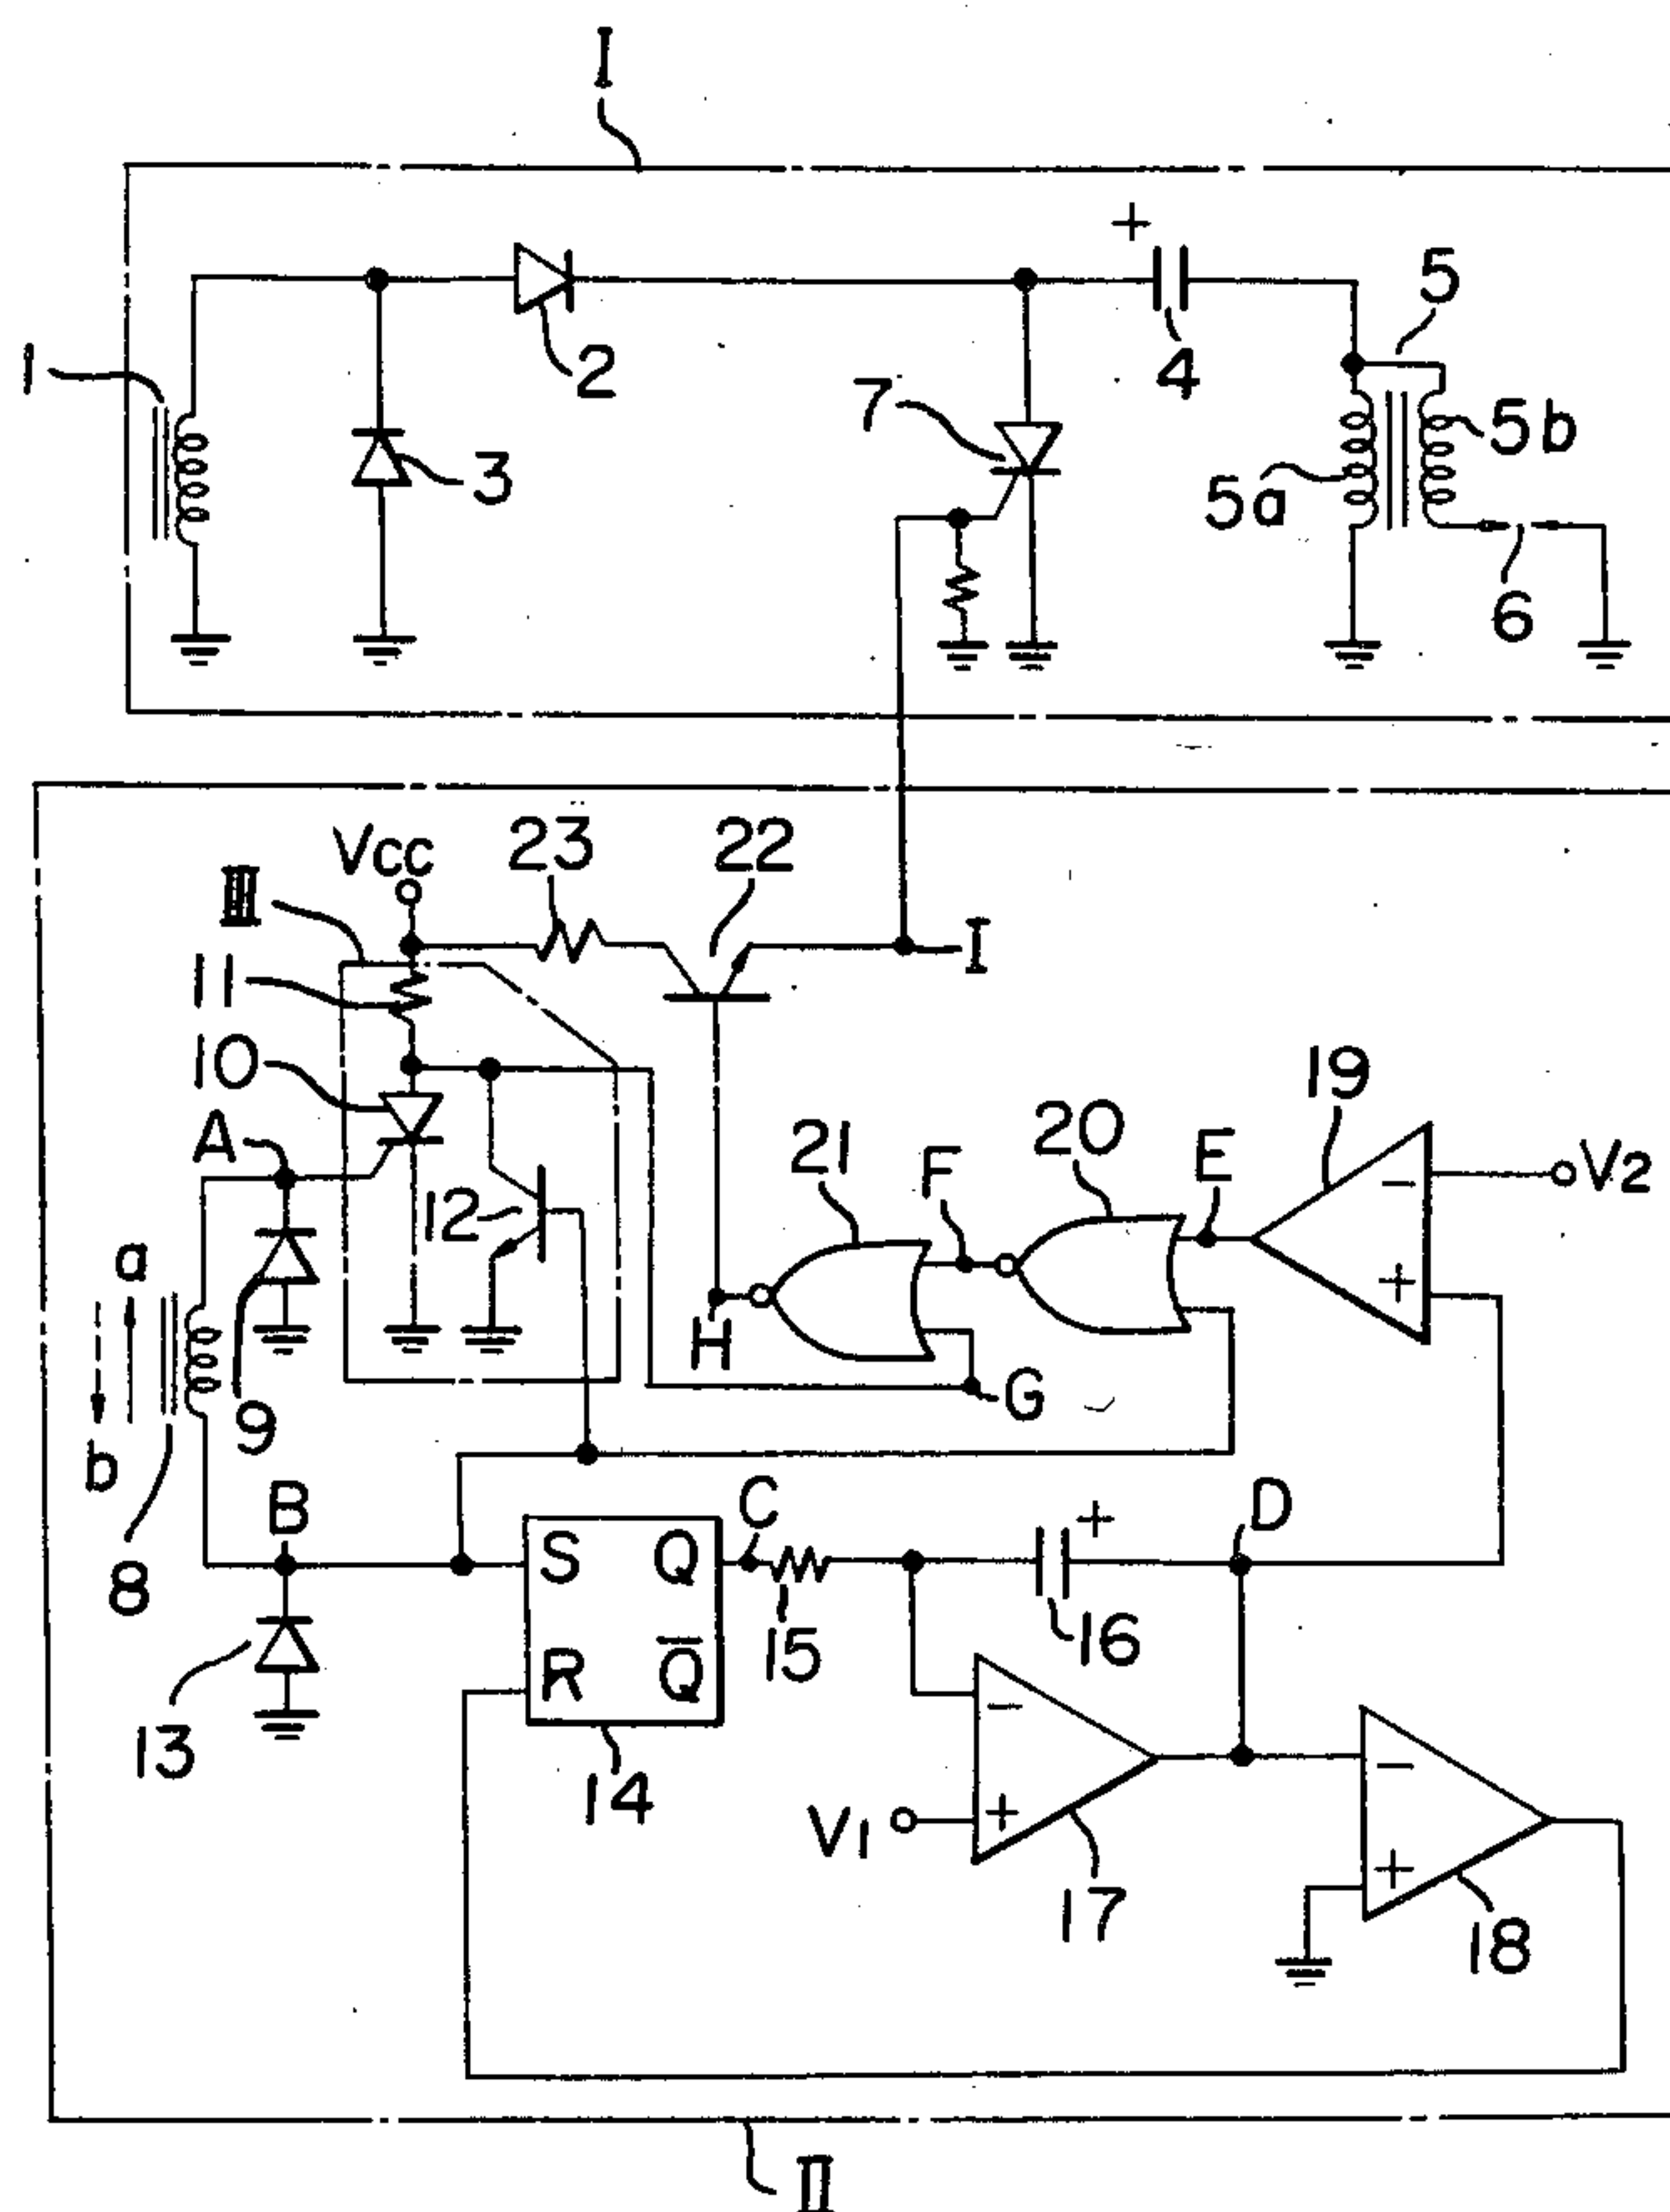 I
+
5
1
2
4
7
5b
3
5a
6
Vcc
23
22
III
I
11
10
19
A
21
20
F
E
V2
-
12
a
+
H
G
b
9
B
C
+
D
8
S
Q
R
Q̄
15
16
-
13
14
-
V1
+
+
17
18
II